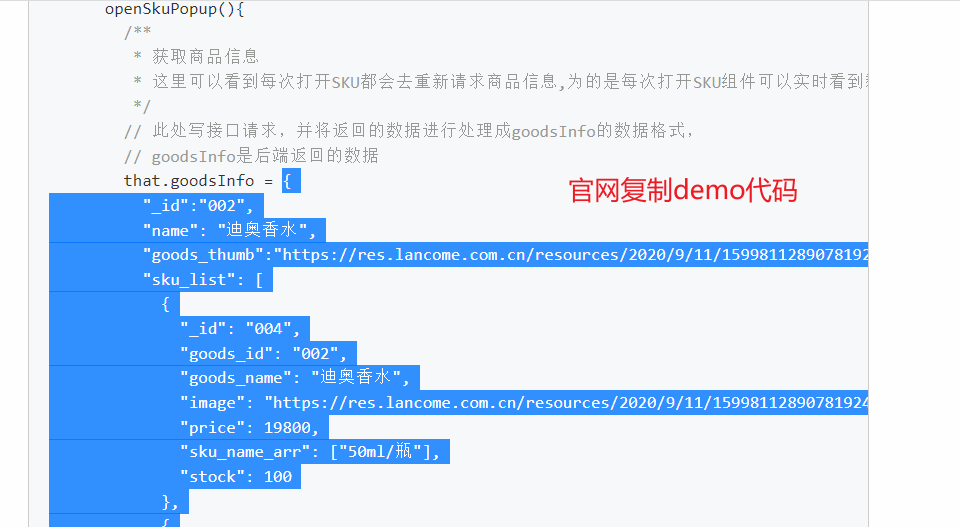 openSkuPopup(){
/**
* 获取商品信息
* 这里可以看到每次打开SKU都会去重新请求商品信息,为的是每次打开SKU组件可以实时看到
*/
// 此处写接口请求，并将返回的数据进行处理成goodsInfo的数据格式，
// goodsInfo是后端返回的数据
that.goodsInfo = {
官网复制demo代码
"_id":"002",
"name": "迪奥香水",
"goods_thumb":"https://res.lancome.com.cn/resources/2020/9/11/15998112890781924
"sku_list": [
{
"_id": "004",
"goods_id": "002",
"goods_name": "迪奥香水",
"image": "https://res.lancome.com.cn/resources/2020/9/11/15998112890781924
"price": 19800,
"sku_name_arr": ["50ml/瓶"],
"stock": 100
},
{